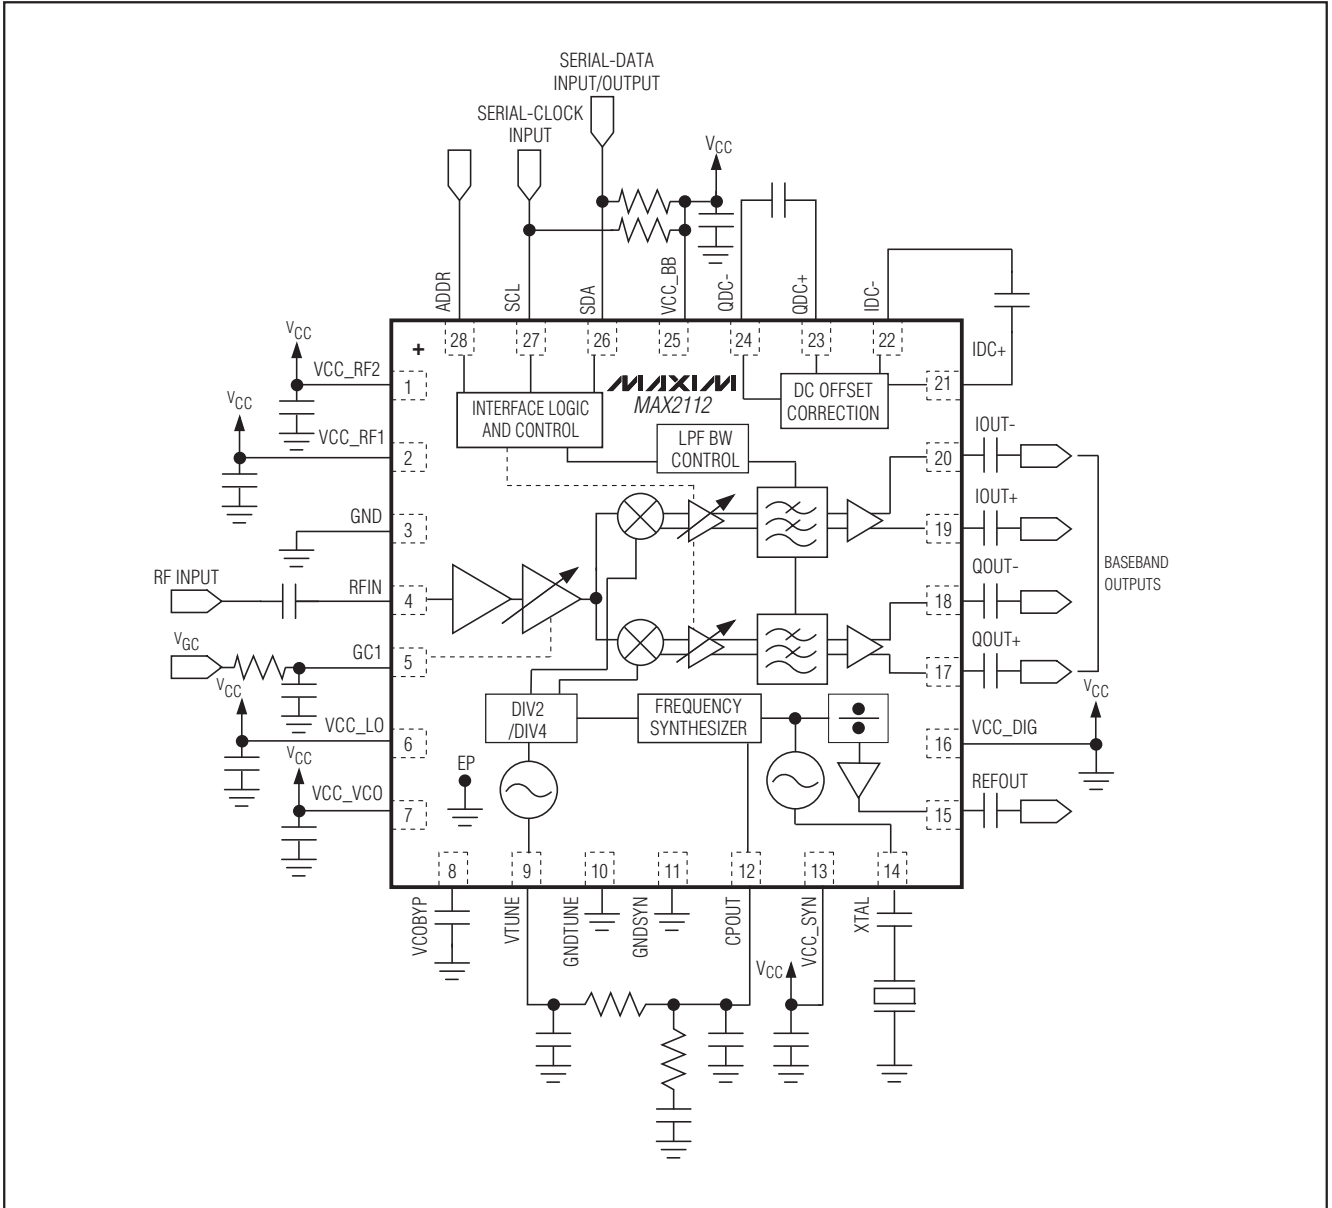 SERIAL-DATA
INPUT/OUTPUT
SERIAL-CLOCK
INPUT
VCC
ADDR
SCL
SDA
VCC_BB
QDC-
QDC+
IDC-
28
27
26
25
24
23
22
VCC
VCC_RF2
1
+
INTERFACE LOGIC
AND CONTROL
MAXIM
MAX2112
DC OFFSET
CORRECTION
21
IDC+
VCC
VCC_RF1
2
LPF BW
CONTROL
20
IOUT-
GND
3
19
IOUT+
RF INPUT
RFIN
4
18
QOUT-
BASEBAND
OUTPUTS
VGC
GC1
5
17
QOUT+
VCC
VCC_LO
6
DIV2
/DIV4
FREQUENCY
SYNTHESIZER
16
VCC_DIG
VCC
VCC
VCC_VCO
7
EP
15
REFOUT
8
9
10
11
12
13
14
VCOBYP
VTUNE
GNDTUNE
GNDSYN
CPOUT
VCC_SYN
XTAL
VCC